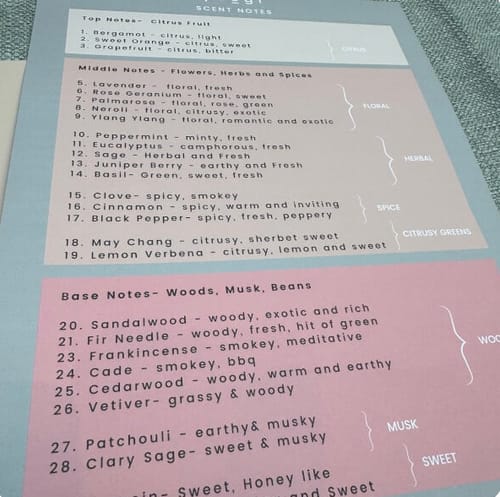 SCENT NOTES
Top Notes- Citrus Fruit
1. Bergamot - citrus, light
2. Sweet Orange - citrus, sweet
3. Grapefruit - citrus, bitter
CITRUS
Middle Notes - Flowers, Herbs and Spices
5. Lavender - floral, fresh
6. Rose Geranium - floral, sweet
7. Palmarosa - floral, rose, green
8. Neroli - floral, citrusy, exotic
9. Ylang Ylang - floral, romantic and exotic
FLORAL
10. Peppermint - minty, fresh
11. Eucalyptus - camphorous, fresh
12. Sage - Herbal and Fresh
13. Juniper Berry - earthy and Fresh
14. Basil- Green, sweet, fresh
HERBAL
15. Clove- spicy, smokey
16. Cinnamon - spicy, warm and inviting
17. Black Pepper- spicy, fresh, peppery
SPICE
18. May Chang - citrusy, sherbet sweet
19. Lemon Verbena - citrusy, lemon and sweet
CITRUSY GREENS
Base Notes- Woods, Musk, Beans
20. Sandalwood - woody, exotic and rich
21. Fir Needle - woody, fresh, hit of green
23. Frankincense - smokey, meditative
24. Cade - smokey, bbq
25. Cedarwood - woody, warm and earthy
26. Vetiver- grassy & woody
27. Patchouli - earthy& musky
28. Clary Sage- sweet & musky
MUSK
Sweet, Honey like
and Sweet
SWEET